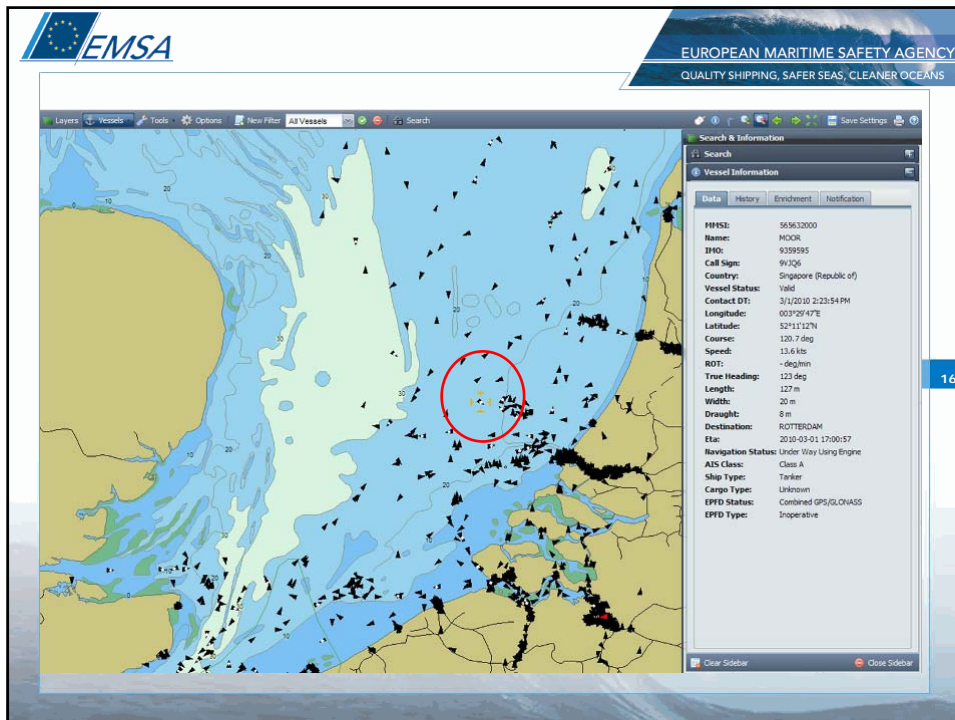 EMSA
EUROPEAN MARITIME SAFETY AGENCY
QUALITY SHIPPING, SAFER SEAS, CLEANER OCEANS
Layers Vessels Tools Options New Filter All Vessels Search Save Settings
Search & Information
Search
Vessel Information
Data History Enrichment Notification
MMSI: 565632000
Name: MOOR
IMO: 9359595
Call Sign: 9VJQ6
Country: Singapore (Republic of)
Vessel Status: Valid
Contact DT: 3/1/2010 2:23:54 PM
Longitude: 003°29'47"E
Latitude: 52°11'12"N
Course: 120.7 deg
Speed: 13.6 kts
ROT: - deg/min
True Heading: 123 deg
Length: 127 m
Width: 20 m
Draught: 8 m
Destination: ROTTERDAM
Eta: 2010-03-01 17:00:57
Navigation Status: Under Way Using Engine
AIS Class: Class A
Ship Type: Tanker
Cargo Type: Unknown
EPFD Status: Combined GPS/GLONASS
EPFD Type: Inoperative
16
Clear Sidebar Close Sidebar